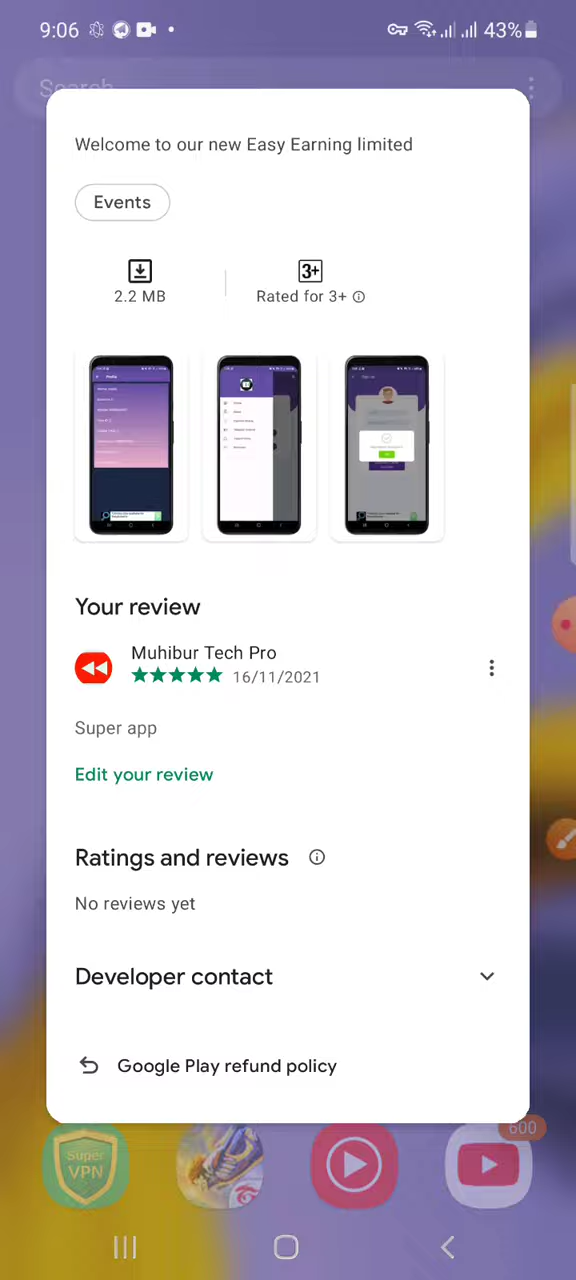 9:06
43%
Search
Welcome to our new Easy Earning limited
Events
3+
2.2 MB
Rated for 3+
Profile
Your review
Muhibur Tech Pro
16/11/2021
Super app
Edit your review
Ratings and reviews
No reviews yet
Developer contact
Google Play refund policy
600
Super
VPN